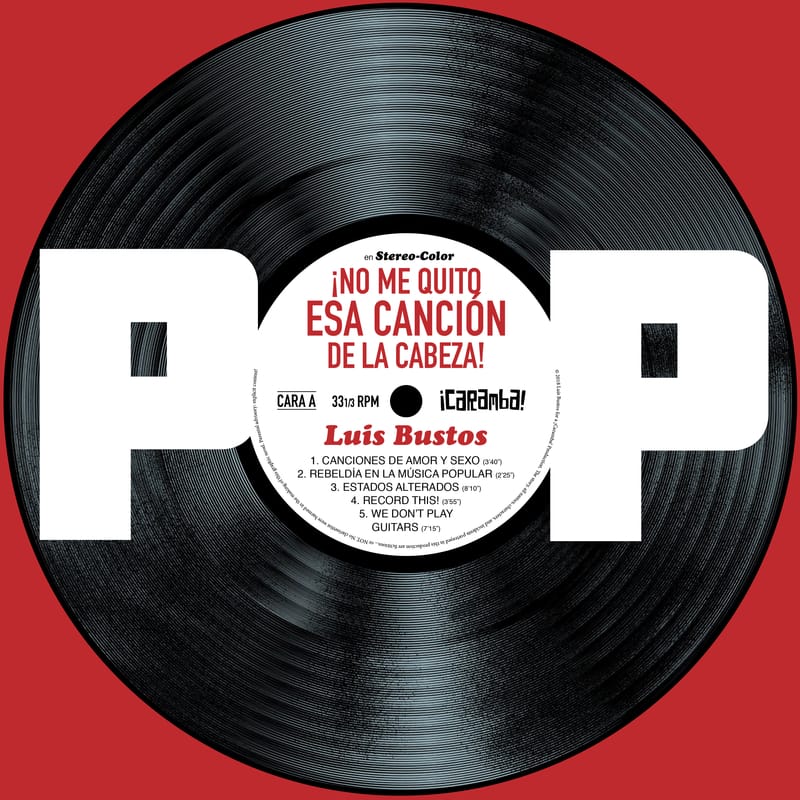 POP
en Stereo-Color
¡NO ME QUITO
ESA CANCIÓN
DE LA CABEZA!
CARA A 33 1/3 RPM ¡CARAMBA!
Luis Bustos
1. CANCIONES DE AMOR Y SEXO (3'40")
2. REBELDÍA EN LA MÚSICA POPULAR (2'25")
3. ESTADOS ALTERADOS (8'10")
4. RECORD THIS! (3'55")
5. WE DON'T PLAY
GUITARS (7'15")